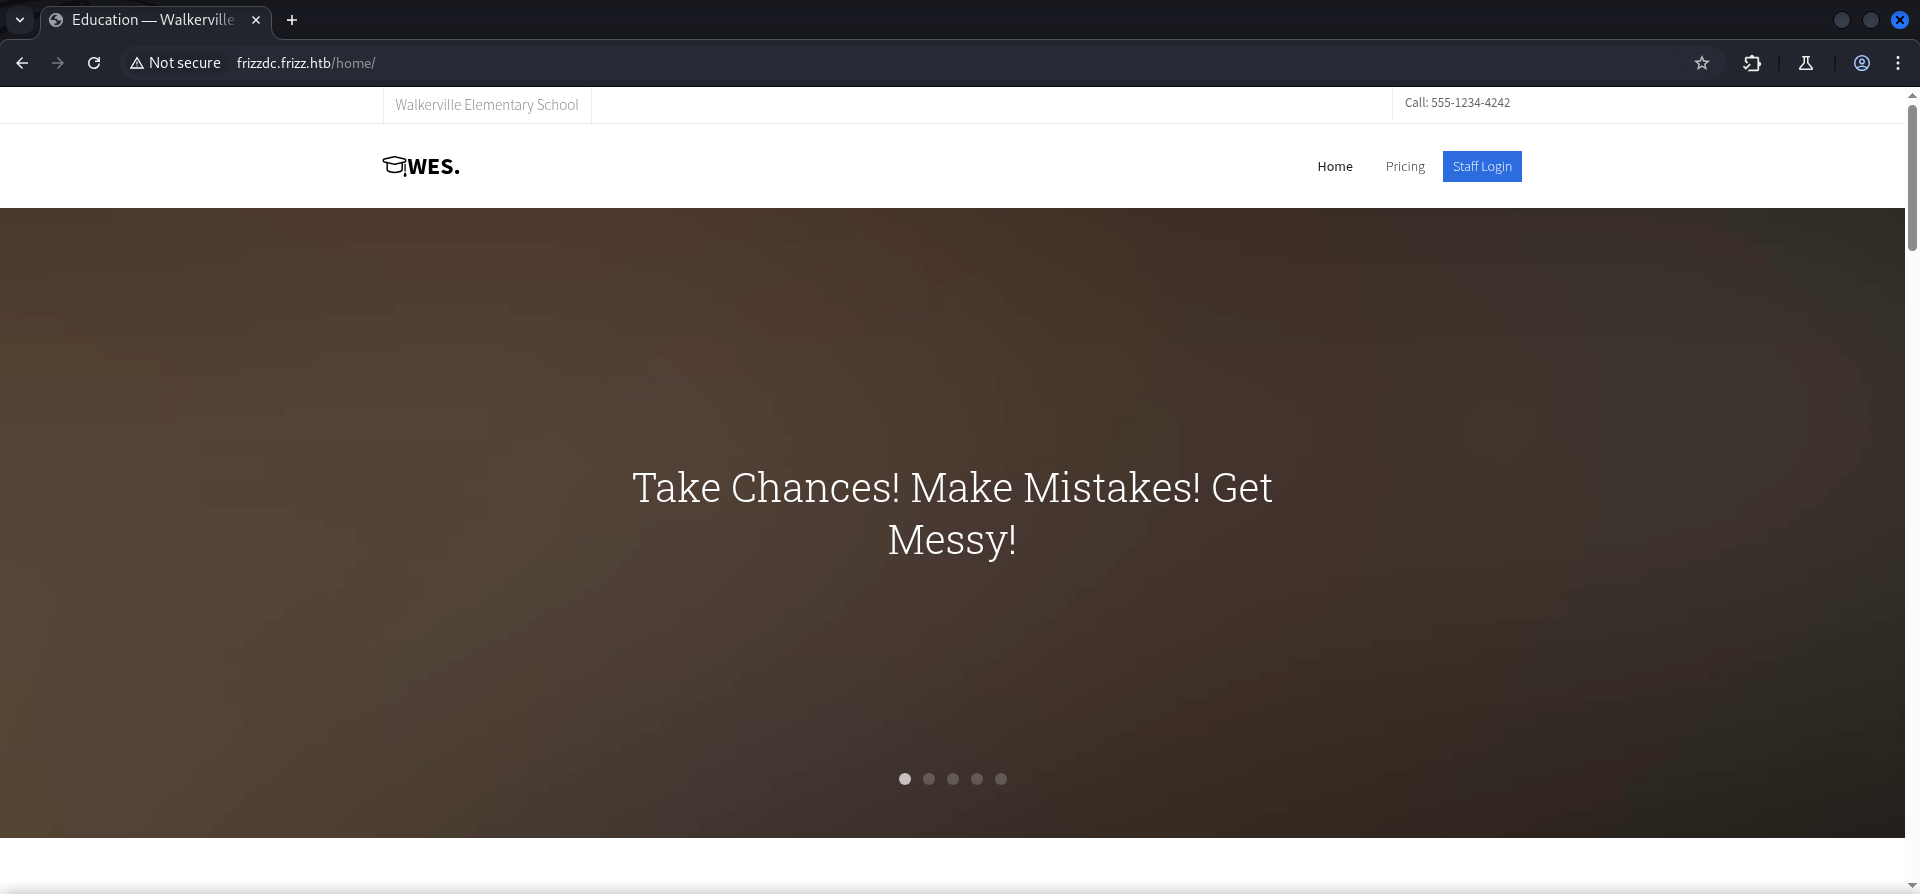 Education — Walkerville
Not secure
frizzdc.frizz.htb/home/
Walkerville Elementary School
Call: 555-1234-4242
WES.
Home
Pricing
Staff Login
Take Chances! Make Mistakes! Get
Messy!